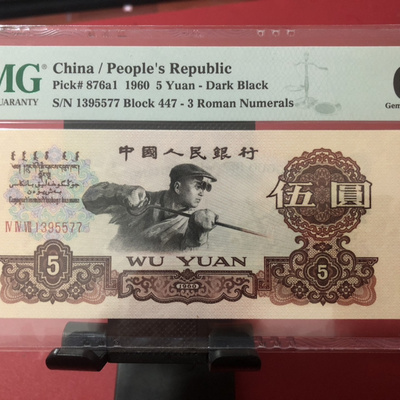 MG
GUARANTY
China / People's Republic
Pick# 876a1 1960 5 Yuan - Dark Black
S/N 1395577 Block 447 - 3 Roman Numerals
Gem
中國人民銀行
伍圓
IV IV VII 1395577
5
WU YUAN
1960
5